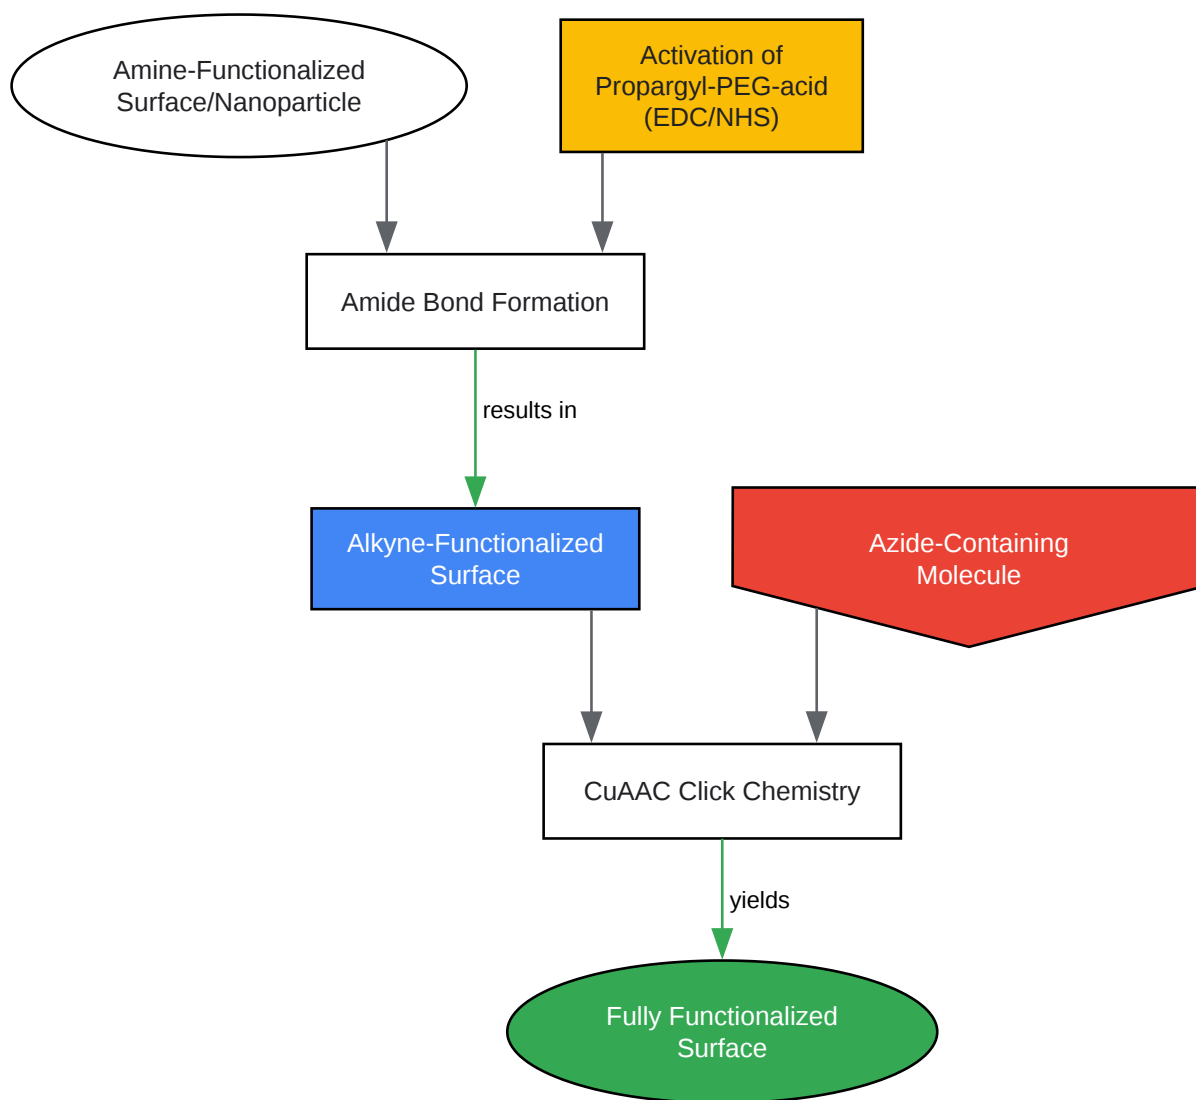 Amine-Functionalized
Surface/Nanoparticle
Activation of
Propargyl-PEG-acid
(EDC/NHS)
Amide Bond Formation
results in
Alkyne-Functionalized
Surface
Azide-Containing
Molecule
CuAAC Click Chemistry
yields
Fully Functionalized
Surface